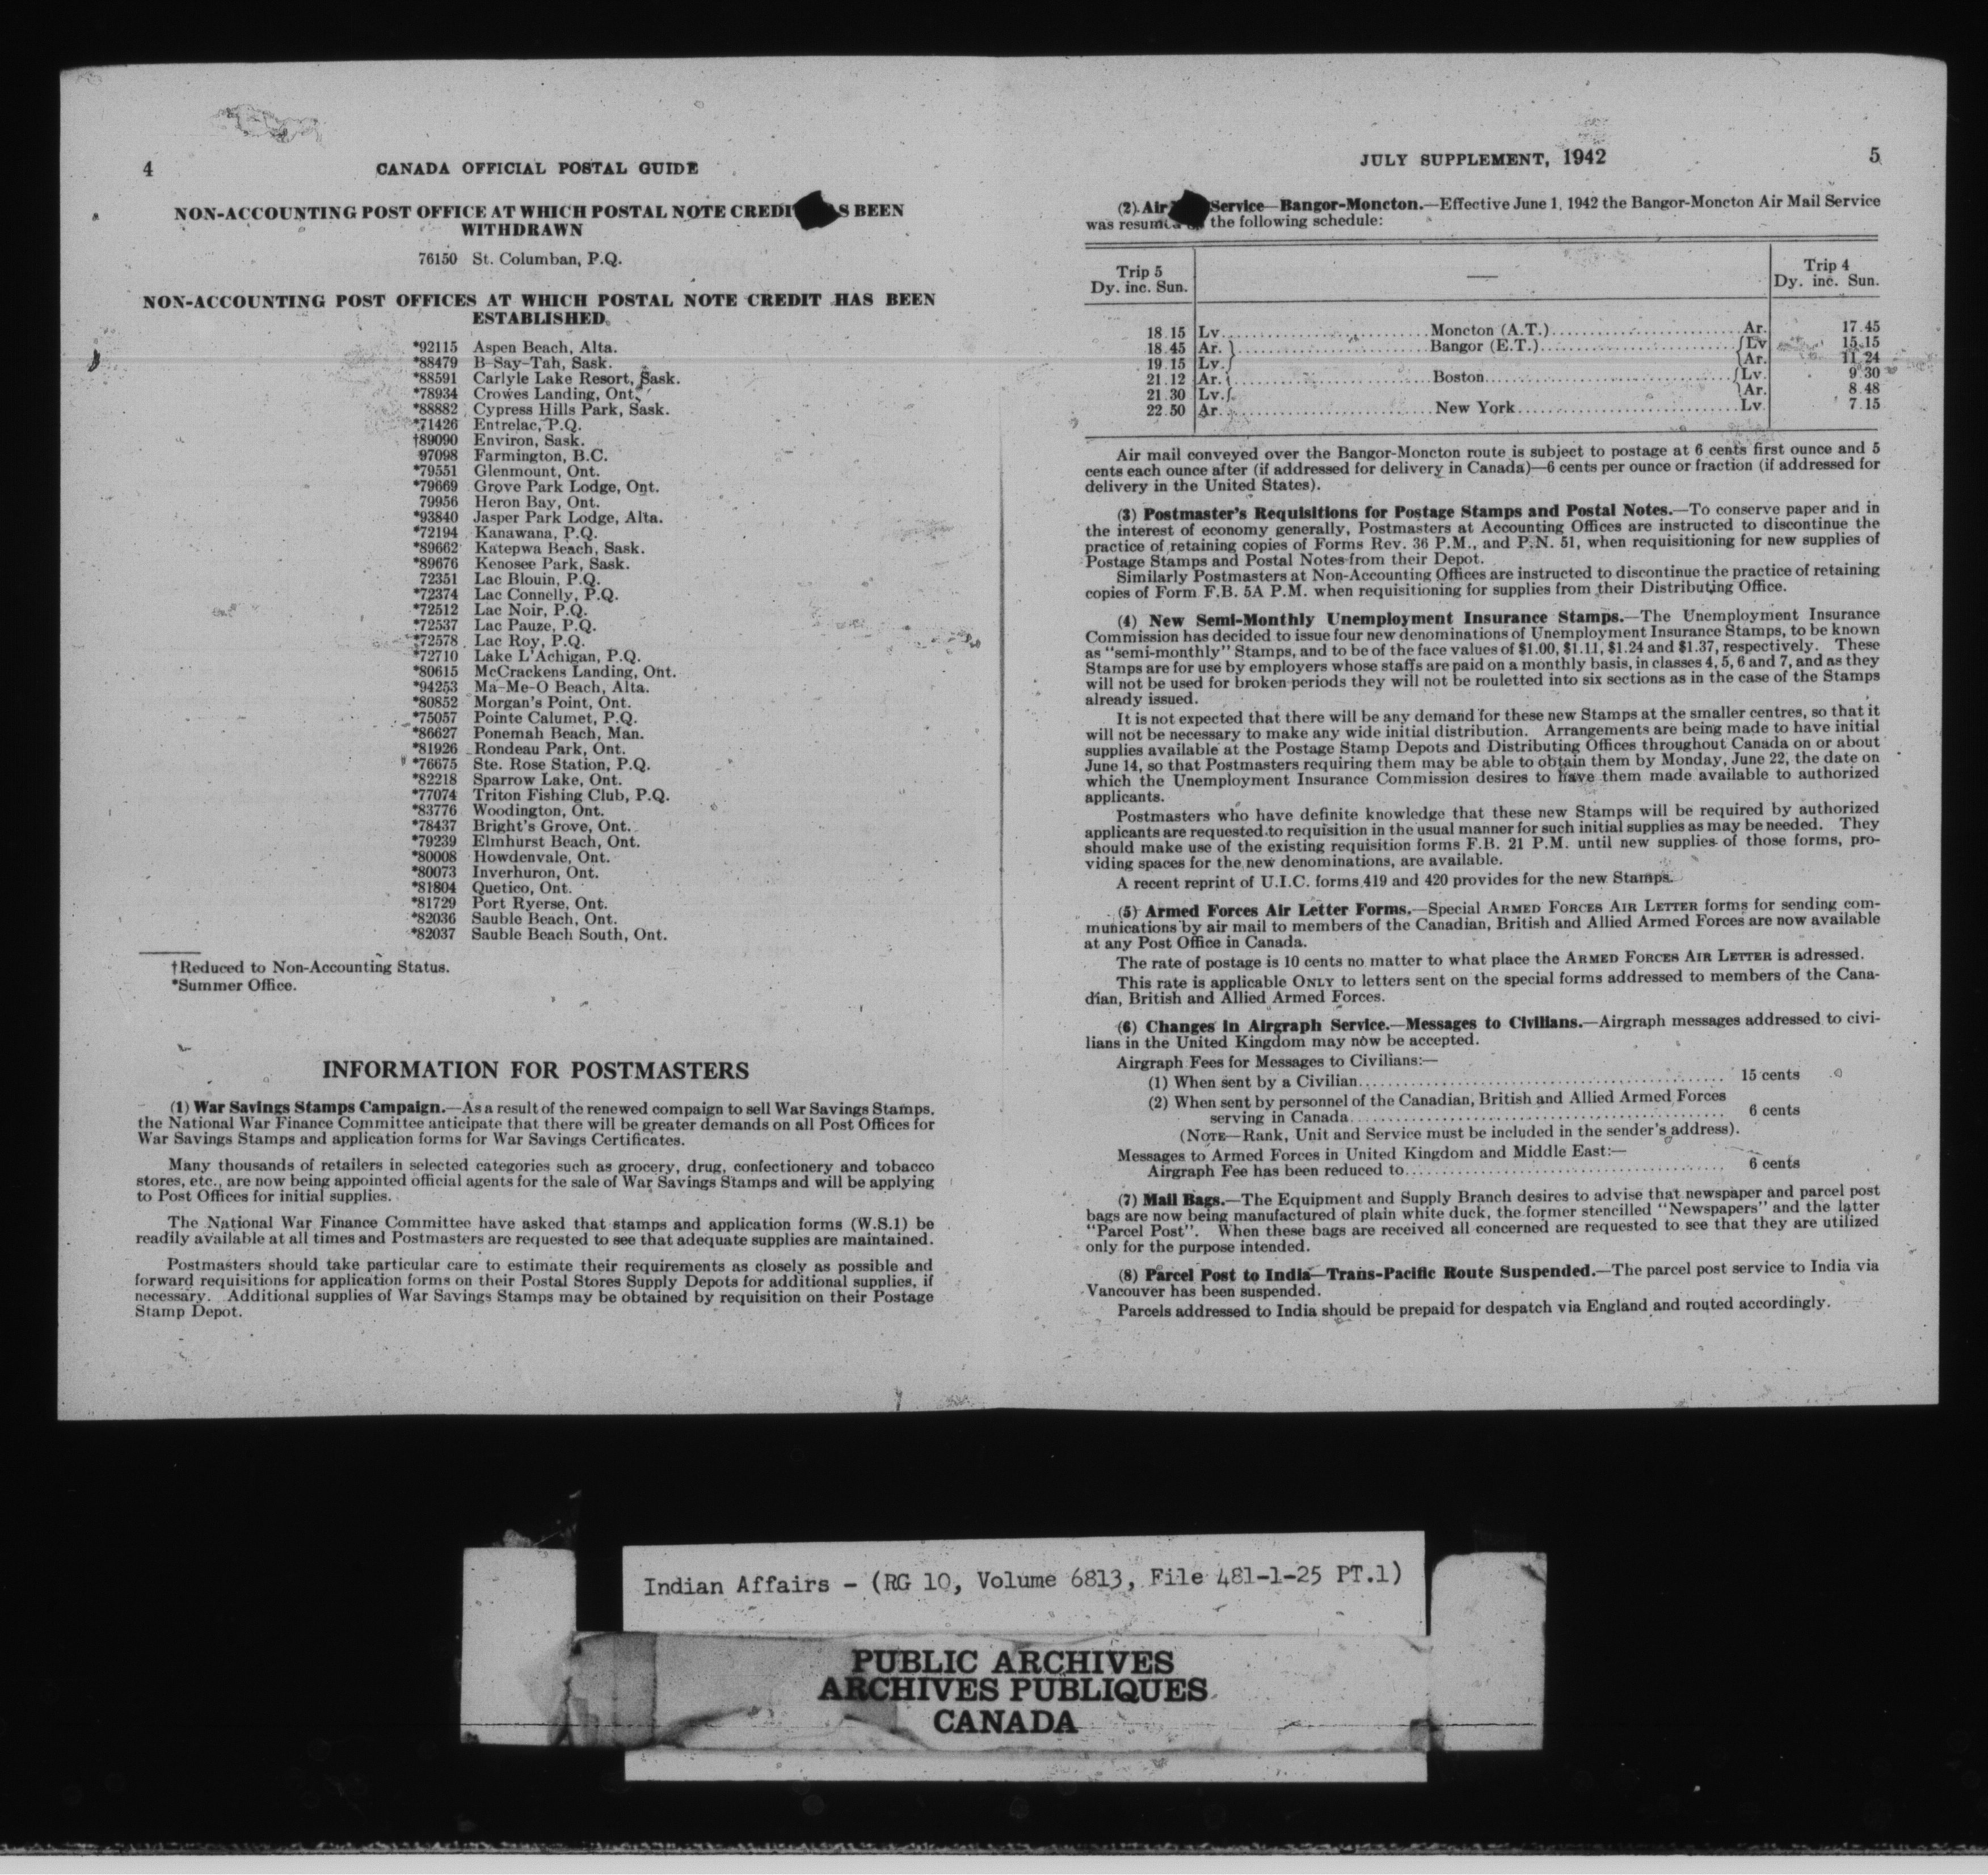 4
CANADA OFFICIAL POSTAL GUIDE
NON-ACCOUNTING POST OFFICE AT WHICH POSTAL NOTE CREDI S BEEN
WITHDRAWN
76150 St. Columban, P.Q.
NON-ACCOUNTING POST OFFICES AT WHICH POSTAL NOTE CREDIT HAS BEEN
ESTABLISHED.
*92115 Aspen Beach, Alta.
*88479 B-Say-Tah, Sask.
*88591 Carlyle Lake Resort, Sask.
*78934 Crowes Landing, Ont.
*88882 Cypress Hills Park, Sask.
*71426 Entrelac, P.Q.
†89090 Environ, Sask.
97098 Farmington, B.C.
*79551 Glenmount, Ont.
*79669 Grove Park Lodge, Ont.
79956 Heron Bay, Ont.
*93840 Jasper Park Lodge, Alta.
*72194 Kanawana, P.Q.
*89662 Katepwa Beach, Sask.
*89676 Kenosee Park, Sask.
72351 Lac Blouin, P.Q.
*72374 Lac Connelly, P.Q.
*72512 Lac Noir, P.Q.
*72537 Lac Pauze, P.Q.
*72578 Lac Roy, P.Q.
*72710 Lake L'Achigan, P.Q.
*80615 McCrackens Landing, Ont.
*94253 Ma-Me-O Beach, Alta.
*80852 Morgan's Point, Ont.
*75057 Pointe Calumet, P.Q.
*86627 Ponemah Beach, Man.
*81926 Rondeau Park, Ont.
*76675 Ste. Rose Station, P.Q.
*82218 Sparrow Lake, Ont.
*77074 Triton Fishing Club, P.Q.
*83776 Woodington, Ont.
*78437 Bright's Grove, Ont.
*79239 Elmhurst Beach, Ont.
*80008 Howdenvale, Ont.
*80073 Inverhuron, Ont.
*81804 Quetico, Ont.
*81729 Port Ryerse, Ont.
*82036 Sauble Beach, Ont.
*82037 Sauble Beach South, Ont.
†Reduced to Non-Accounting Status.
*Summer Office.
INFORMATION FOR POSTMASTERS
(1) War Savings Stamps Campaign.—As a result of the renewed compaign to sell War Savings Stamps,
the National War Finance Committee anticipate that there will be greater demands on all Post Offices for
War Savings Stamps and application forms for War Savings Certificates.
Many thousands of retailers in selected categories such as grocery, drug, confectionery and tobacco
stores, etc., are now being appointed official agents for the sale of War Savings Stamps and will be applying
to Post Offices for initial supplies.
The National War Finance Committee have asked that stamps and application forms (W.S.1) be
readily available at all times and Postmasters are requested to see that adequate supplies are maintained.
Postmasters should take particular care to estimate their requirements as closely as possible and
forward requisitions for application forms on their Postal Stores Supply Depots for additional supplies, if
necessary. Additional supplies of War Savings Stamps may be obtained by requisition on their Postage
Stamp Depot.
JULY SUPPLEMENT, 1942
5
(2) Air Service—Bangor-Moncton.—Effective June 1, 1942 the Bangor-Moncton Air Mail Service
was resumed the following schedule:
Trip 5 — Trip 4
Dy. inc. Sun. Dy. inc. Sun.
18.15 Lv. Moncton (A.T.) Ar. 17.45
18.45 Ar. Bangor (E.T.) Lv 15.15
19.15 Lv. Ar. 11.24
21.12 Ar. Boston Lv. 9.30
21.30 Lv. Ar. 8.48
22.50 Ar. New York Lv. 7.15
Air mail conveyed over the Bangor-Moncton route is subject to postage at 6 cents first ounce and 5
cents each ounce after (if addressed for delivery in Canada)—6 cents per ounce or fraction (if addressed for
delivery in the United States).
(3) Postmaster's Requisitions for Postage Stamps and Postal Notes.—To conserve paper and in
the interest of economy generally, Postmasters at Accounting Offices are instructed to discontinue the
practice of retaining copies of Forms Rev. 36 P.M., and P.N. 51, when requisitioning for new supplies of
Postage Stamps and Postal Notes from their Depot.
Similarly Postmasters at Non-Accounting Offices are instructed to discontinue the practice of retaining
copies of Form F.B. 5A P.M. when requisitioning for supplies from their Distributing Office.
(4) New Semi-Monthly Unemployment Insurance Stamps.—The Unemployment Insurance
Commission has decided to issue four new denominations of Unemployment Insurance Stamps, to be known
as "semi-monthly" Stamps, and to be of the face values of $1.00, $1.11, $1.24 and $1.37, respectively. These
Stamps are for use by employers whose staffs are paid on a monthly basis, in classes 4, 5, 6 and 7, and as they
will not be used for broken periods they will not be rouletted into six sections as in the case of the Stamps
already issued.
It is not expected that there will be any demand for these new Stamps at the smaller centres, so that it
will not be necessary to make any wide initial distribution. Arrangements are being made to have initial
supplies available at the Postage Stamp Depots and Distributing Offices throughout Canada on or about
June 14, so that Postmasters requiring them may be able to obtain them by Monday, June 22, the date on
which the Unemployment Insurance Commission desires to have them made available to authorized
applicants.
Postmasters who have definite knowledge that these new Stamps will be required by authorized
applicants are requested to requisition in the usual manner for such initial supplies as may be needed. They
should make use of the existing requisition forms F.B. 21 P.M. until new supplies of those forms, pro-
viding spaces for the new denominations, are available.
A recent reprint of U.I.C. forms 419 and 420 provides for the new Stamps.
(5) Armed Forces Air Letter Forms.—Special ARMED FORCES AIR LETTER forms for sending com-
munications by air mail to members of the Canadian, British and Allied Armed Forces are now available
at any Post Office in Canada.
The rate of postage is 10 cents no matter to what place the ARMED FORCES AIR LETTER is adressed.
This rate is applicable ONLY to letters sent on the special forms addressed to members of the Cana-
dian, British and Allied Armed Forces.
(6) Changes in Airgraph Service.—Messages to Civilians.—Airgraph messages addressed to civi-
lians in the United Kingdom may now be accepted.
Airgraph Fees for Messages to Civilians:—
(1) When sent by a Civilian 15 cents
(2) When sent by personnel of the Canadian, British and Allied Armed Forces
serving in Canada 6 cents
(NOTE—Rank, Unit and Service must be included in the sender's address).
Messages to Armed Forces in United Kingdom and Middle East:—
Airgraph Fee has been reduced to 6 cents
(7) Mail Bags.—The Equipment and Supply Branch desires to advise that newspaper and parcel post
bags are now being manufactured of plain white duck, the former stencilled "Newspapers" and the latter
"Parcel Post". When these bags are received all concerned are requested to see that they are utilized
only for the purpose intended.
(8) Parcel Post to India—Trans-Pacific Route Suspended.—The parcel post service to India via
Vancouver has been suspended.
Parcels addressed to India should be prepaid for despatch via England and routed accordingly.
Indian Affairs - (RG 10, Volume 6813, File 481-1-25 PT.1)
PUBLIC ARCHIVES
ARCHIVES PUBLIQUES
CANADA